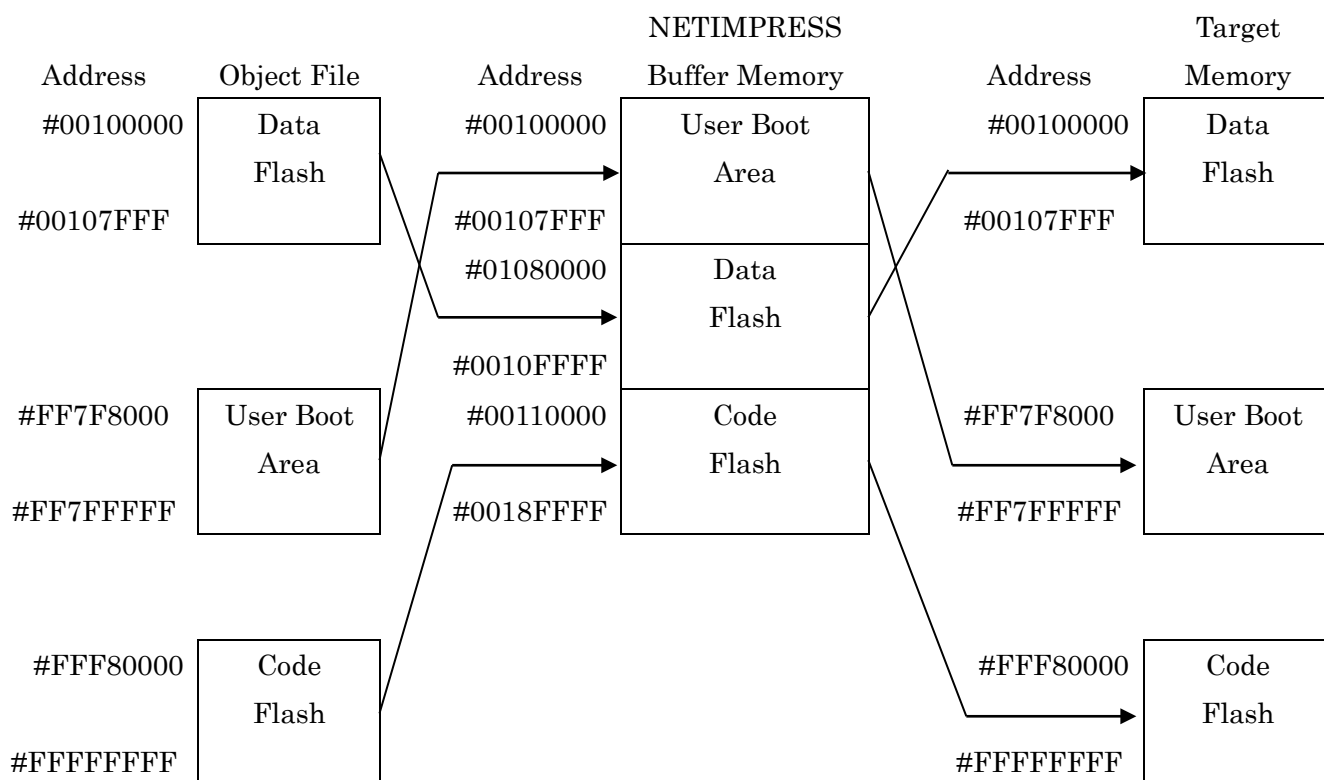 NETIMPRESS Target
Address Object File Address Buffer Memory Address Memory
#00100000 Data #00100000 User Boot #00100000 Data
Flash Area Flash
#00107FFF #00107FFF #00107FFF
#01080000 Data
Flash
#0010FFFF
#FF7F8000 User Boot #00110000 Code #FF7F8000 User Boot
Area Flash Area
#FF7FFFFF #0018FFFF #FF7FFFFF
#FFF80000 Code #FFF80000 Code
Flash Flash
#FFFFFFFF #FFFFFFFF